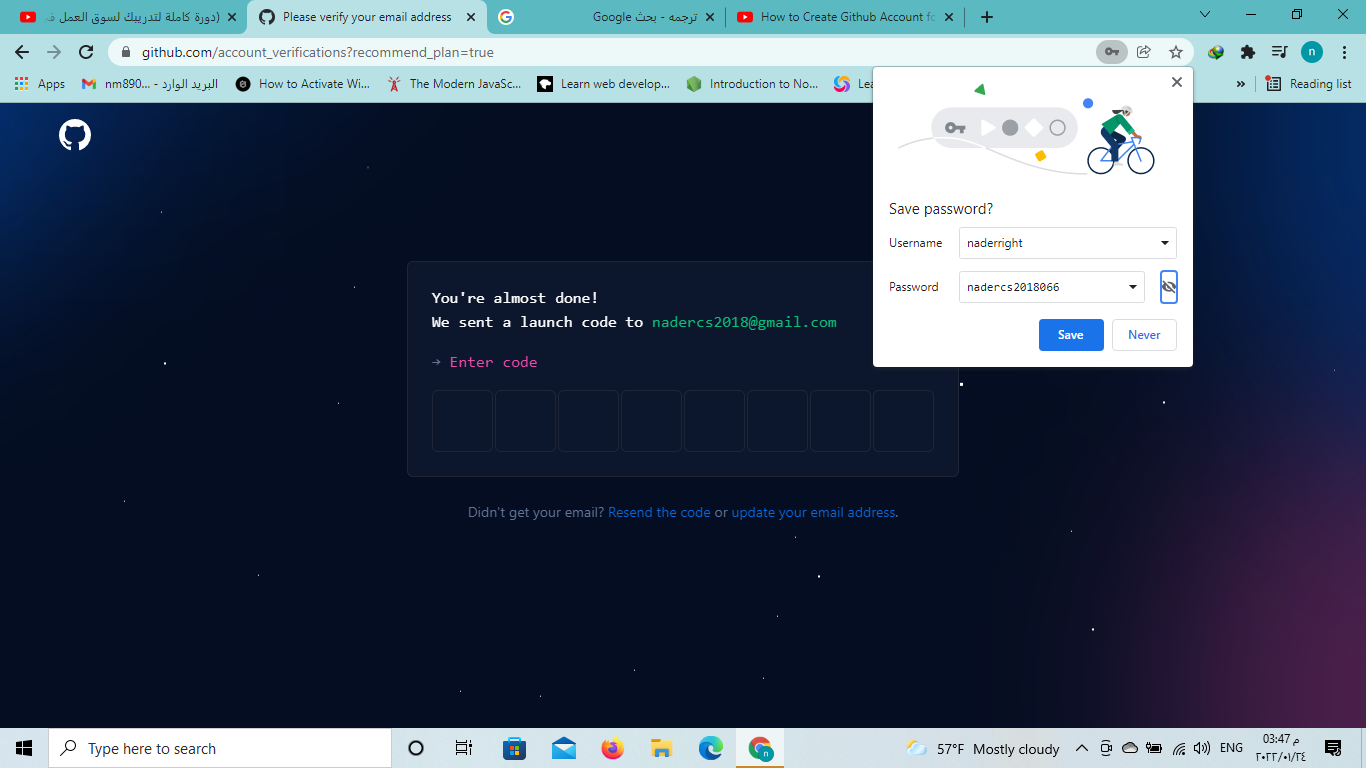 (دورة كاملة لتدريبك لسوق العمل ف
Please verify your email address
ترجمه - بحث Google
How to Create Github Account fo
github.com/account_verifications?recommend_plan=true
n
Apps
nm890... - البريد الوارد
How to Activate Wi...
The Modern JavaSc...
Learn web develop...
Introduction to No...
Lea
»
Reading list
Save password?
Username
naderright
Password
nadercs2018066
Save
Never
You're almost done!
We sent a launch code to nadercs2018@gmail.com
→ Enter code
Didn't get your email? Resend the code or update your email address.
Type here to search
n
57°F Mostly cloudy
ENG
03:47 م
٢٠٢٢/٠١/٢٤